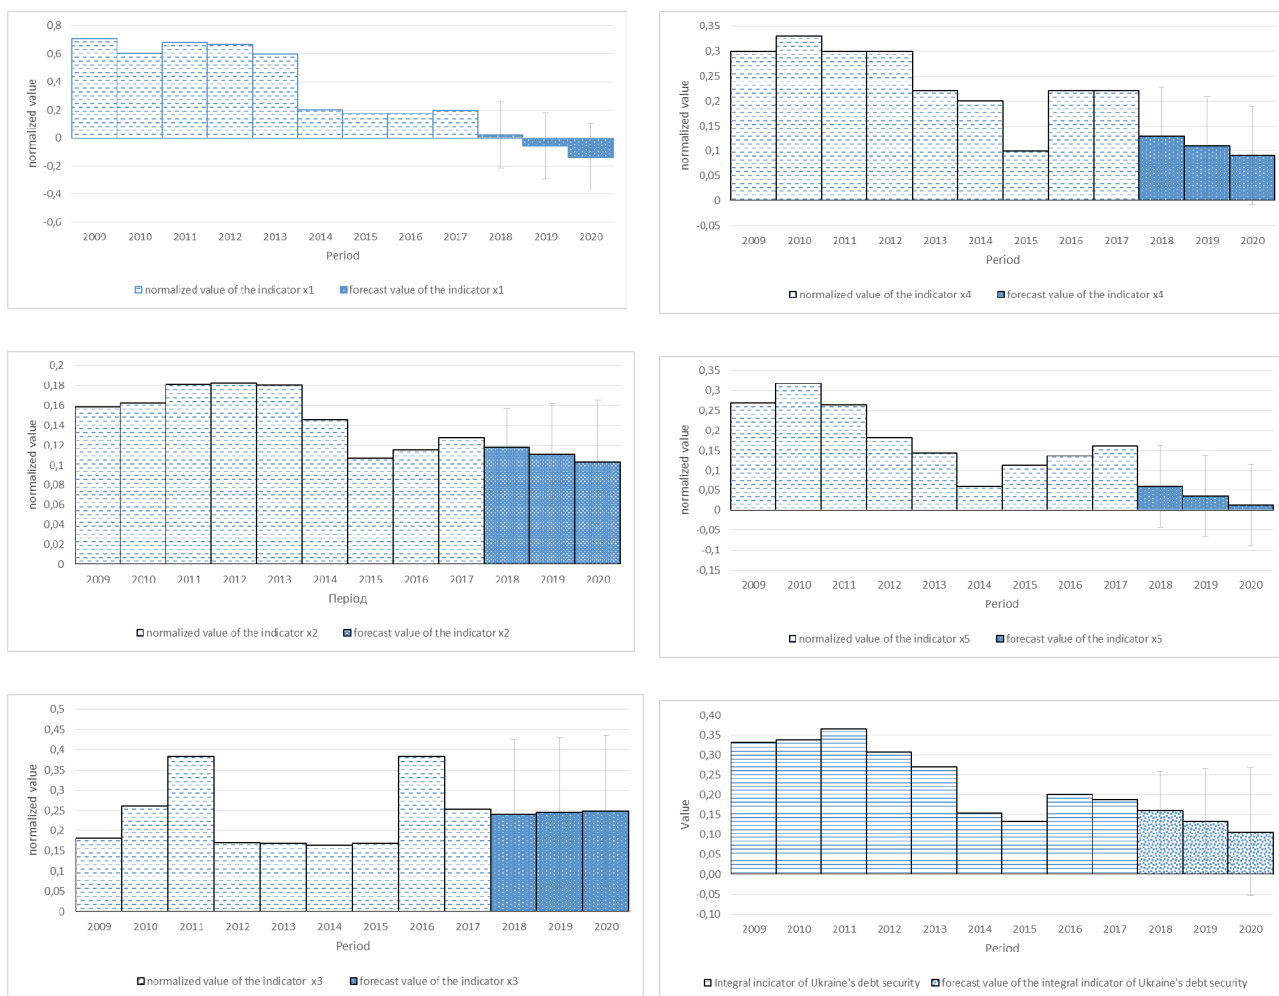 0,8
0,6
0,4
0,2
0
-0,2
-0,4
-0,6
normalized value
2009 2010 2011 2012 2013 2014 2015 2016 2017 2018 2019 2020
Period
normalized value of the indicator x1 forecast value of the indicator x1
0,35
0,3
0,25
0,2
0,15
0,1
0,05
0
-0,05
normalized value
2009 2010 2011 2012 2013 2014 2015 2016 2017 2018 2019 2020
Period
normalized value of the indicator x4 forecast value of the indicator x4
0,2
0,18
0,16
0,14
0,12
0,1
0,08
0,06
0,04
0,02
0
normalized value
2009 2010 2011 2012 2013 2014 2015 2016 2017 2018 2019 2020
Період
normalized value of the indicator x2 forecast value of the indicator x2
0,35
0,3
0,25
0,2
0,15
0,1
0,05
0
-0,05
-0,1
-0,15
normalized value
2009 2010 2011 2012 2013 2014 2015 2016 2017 2018 2019 2020
Period
normalized value of the indicator x5 forecast value of the indicator x5
0,5
0,45
0,4
0,35
0,3
0,25
0,2
0,15
0,1
0,05
0
normalized value
2009 2010 2011 2012 2013 2014 2015 2016 2017 2018 2019 2020
Period
normalized value of the indicator x3 forecast value of the indicator x3
0,40
0,35
0,30
0,25
0,20
0,15
0,10
0,05
0,00
-0,05
-0,10
Value
2009 2010 2011 2012 2013 2014 2015 2016 2017 2018 2019 2020
Period
Integral indicator of Ukraine's debt security forecast value of the integral indicator of Ukraine's debt security